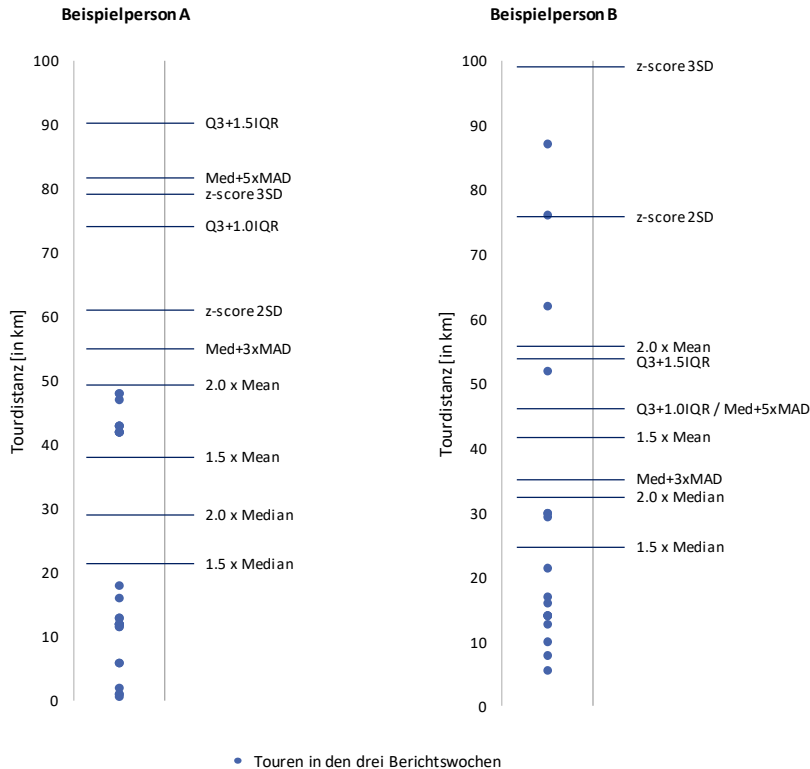 Beispielperson A
Tourdistanz [in km]
100
90
80
70
60
50
40
30
20
10
0
Q3+1.5IQR
Med+5xMAD
z-score 3SD
Q3+1.0IQR
z-score 2SD
Med+3xMAD
2.0 x Mean
1.5 x Mean
2.0 x Median
1.5 x Median
Beispielperson B
Tourdistanz [in km]
100
90
80
70
60
50
40
30
20
10
0
z-score 3SD
z-score 2SD
2.0 x Mean
Q3+1.5IQR
Q3+1.0IQR / Med+5xMAD
1.5 x Mean
Med+3xMAD
2.0 x Median
1.5 x Median
Touren in den drei Berichtswochen